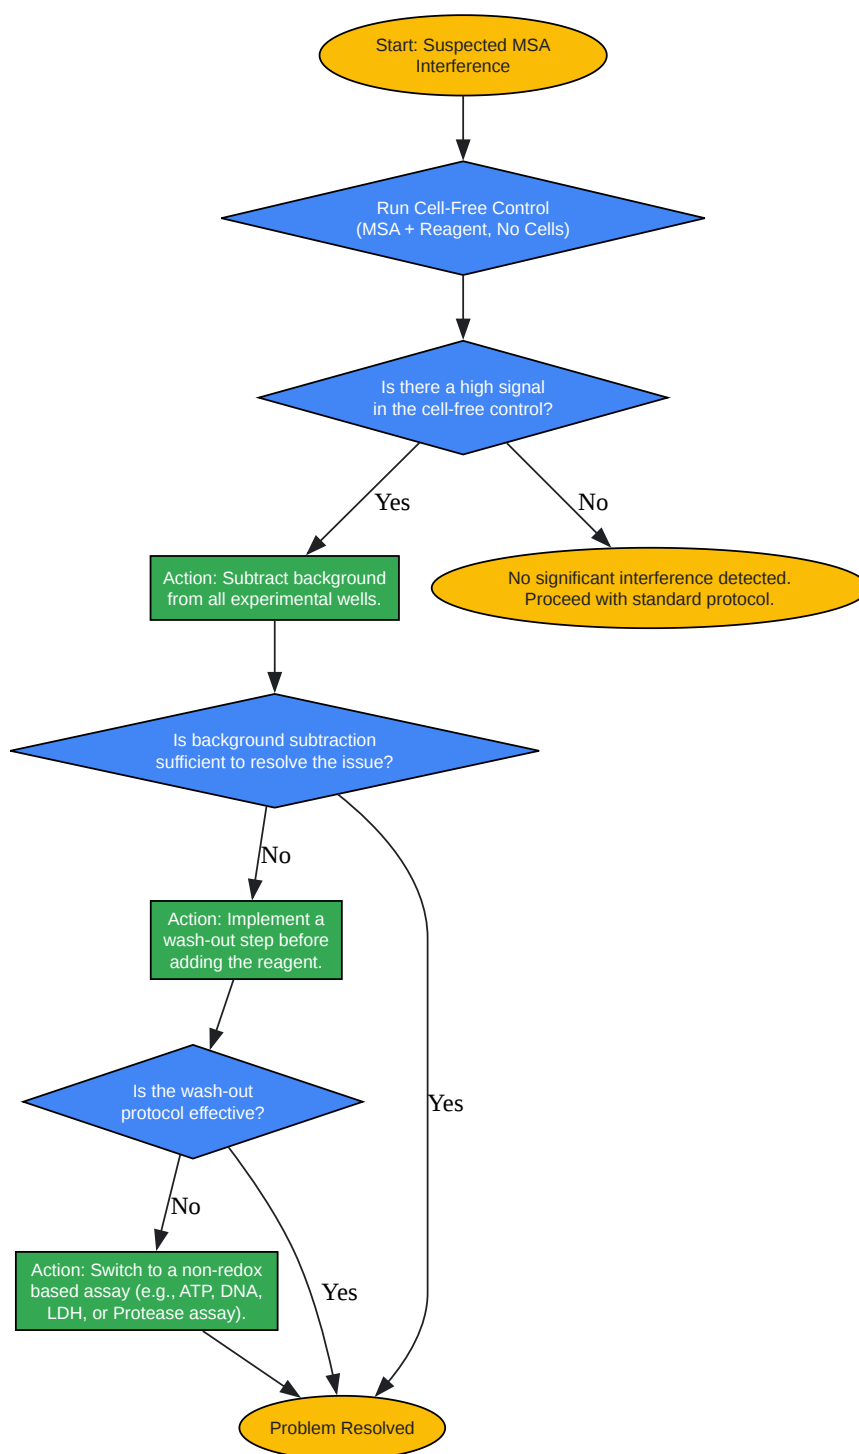 Start: Suspected MSA
Interference
Run Cell-Free Control
(MSA + Reagent, No Cells)
Is there a high signal
in the cell-free control?
Yes
No
Action: Subtract background
from all experimental wells.
No significant interference detected.
Proceed with standard protocol.
Is background subtraction
sufficient to resolve the issue?
No
Action: Implement a
wash-out step before
adding the reagent.
Is the wash-out
protocol effective?
Yes
No
Action: Switch to a non-redox
based assay (e.g., ATP, DNA,
LDH, or Protease assay).
Yes
Problem Resolved